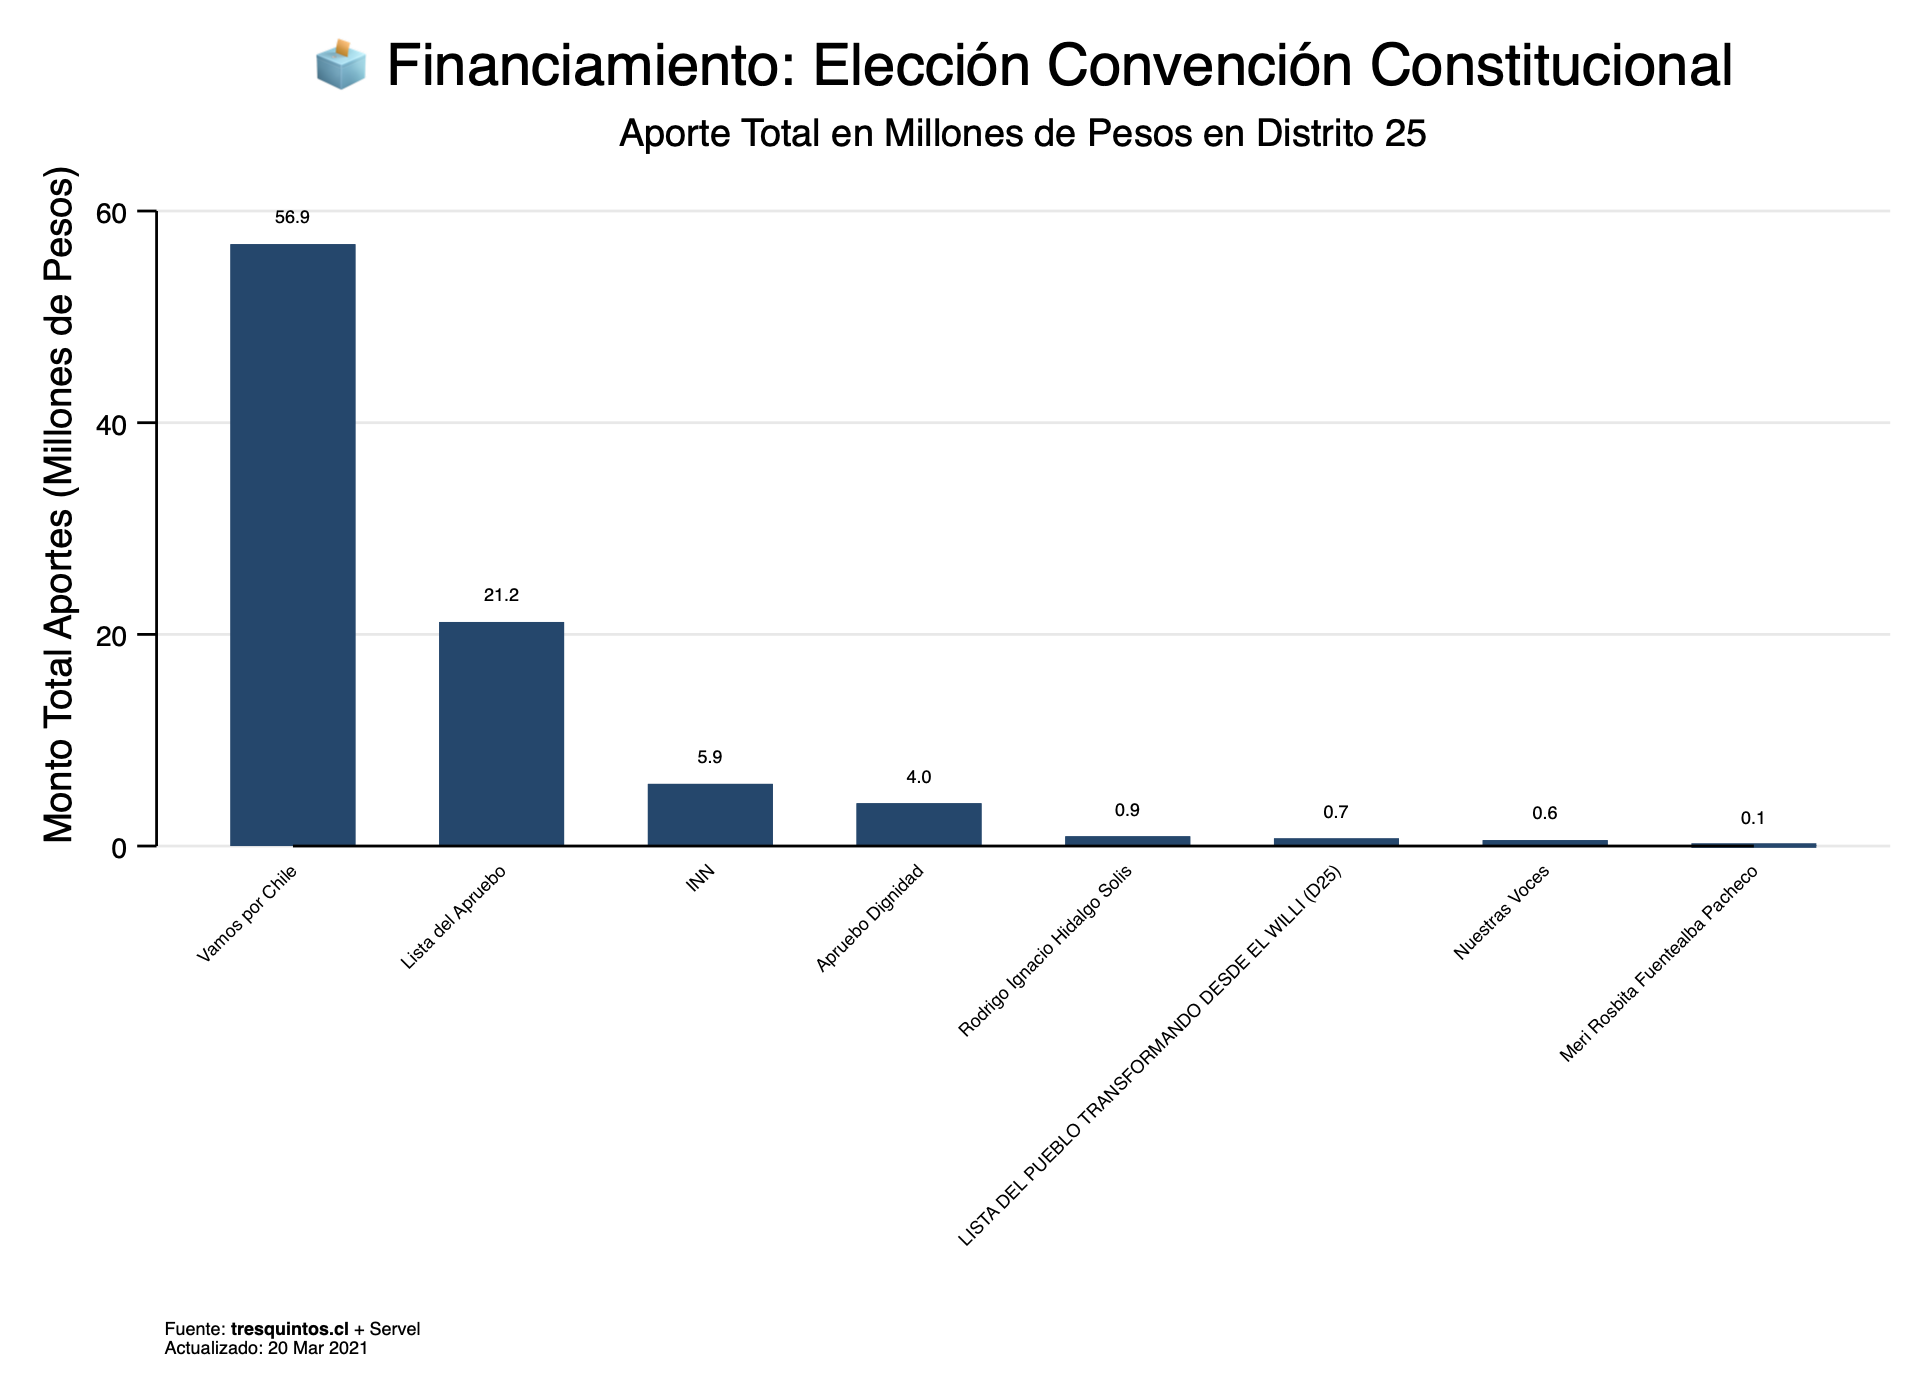 Financiamiento: Elección Convención Constitucional
Aporte Total en Millones de Pesos en Distrito 25
Monto Total Aportes (Millones de Pesos)
60
40
20
0
56.9
21.2
5.9
4.0
0.9
0.7
0.6
0.1
Vamos por Chile
Lista del Apruebo
INN
Apruebo Dignidad
Rodrigo Ignacio Hidalgo Solis
LISTA DEL PUEBLO TRANSFORMANDO DESDE EL WILLI (D25)
Nuestras Voces
Meri Rosbita Fuentealba Pacheco
Fuente: tresquintos.cl + Servel
Actualizado: 20 Mar 2021